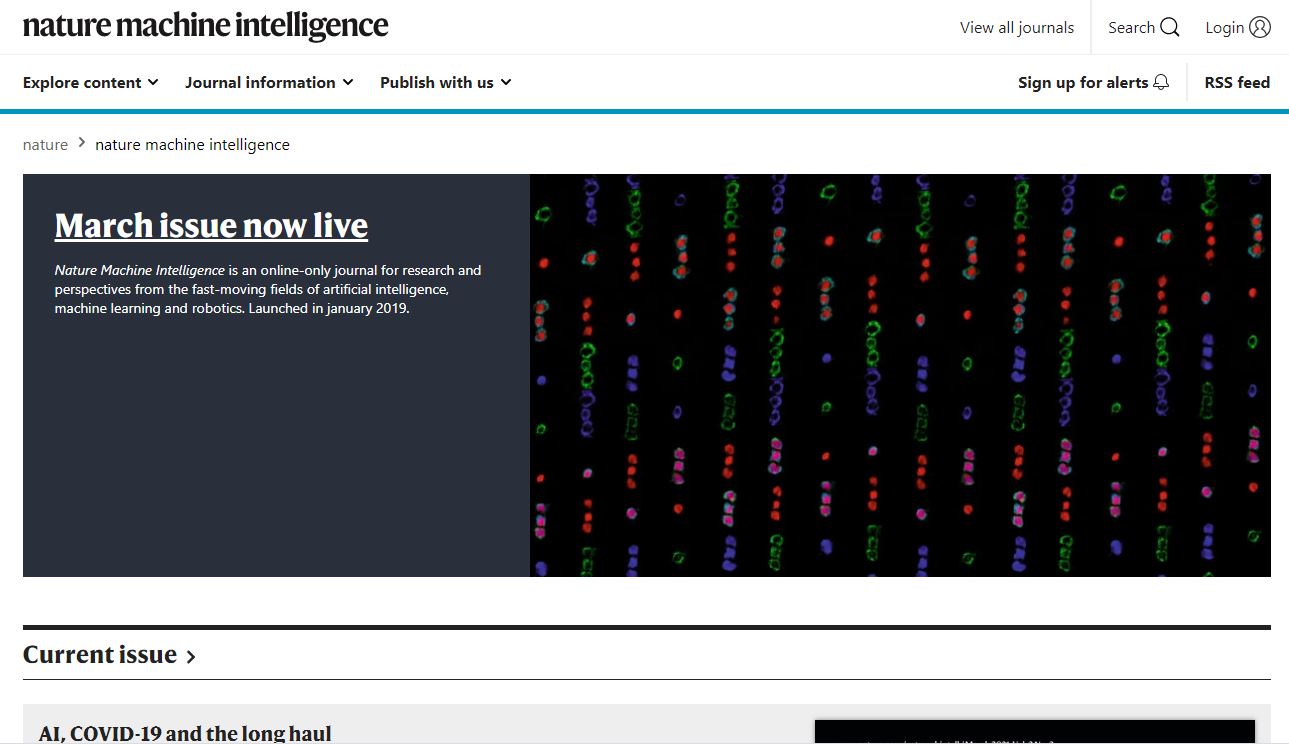 nature machine intelligence
View all journals
Search
Login
Explore content
Journal information
Publish with us
Sign up for alerts
RSS feed
nature
nature machine intelligence
March issue now live
Nature Machine Intelligence is an online-only journal for research and
perspectives from the fast-moving fields of artificial intelligence,
machine learning and robotics. Launched in january 2019.
Current issue
AI, COVID-19 and the long haul